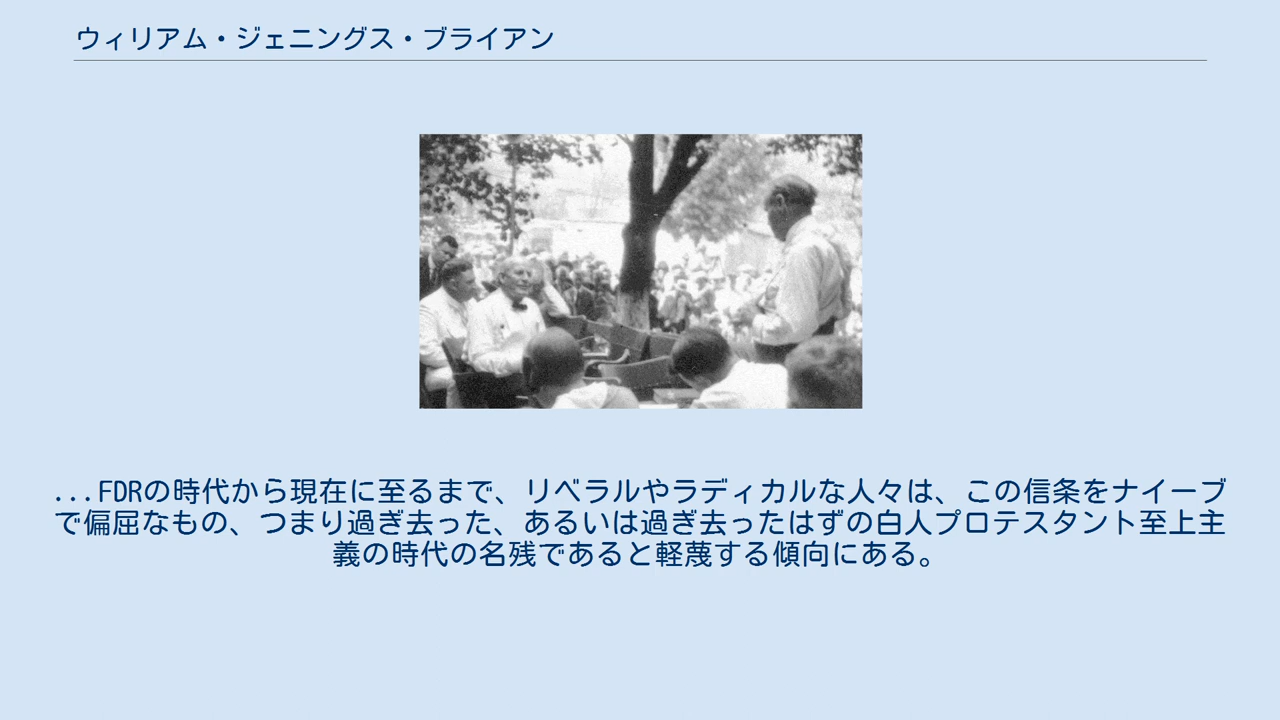 ウィリアム・ジェニングス・ブライアン
...FDRの時代から現在に至るまで、リベラルやラディカルな人々は、この信条をナイーブ
で偏屈なもの、つまり過ぎ去った、あるいは過ぎ去ったはずの白人プロテスタント至上主
義の時代の名残であると軽蔑する傾向にある。